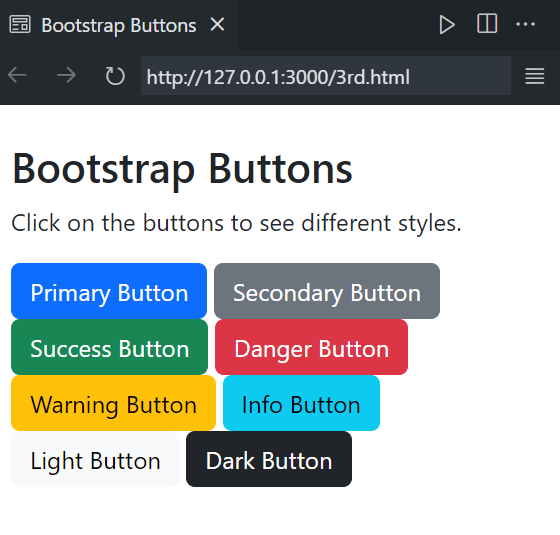 Bootstrap Buttons
http://127.0.0.1:3000/3rd.html
Bootstrap Buttons
Click on the buttons to see different styles.
Primary Button Secondary Button
Success Button Danger Button
Warning Button Info Button
Light Button Dark Button